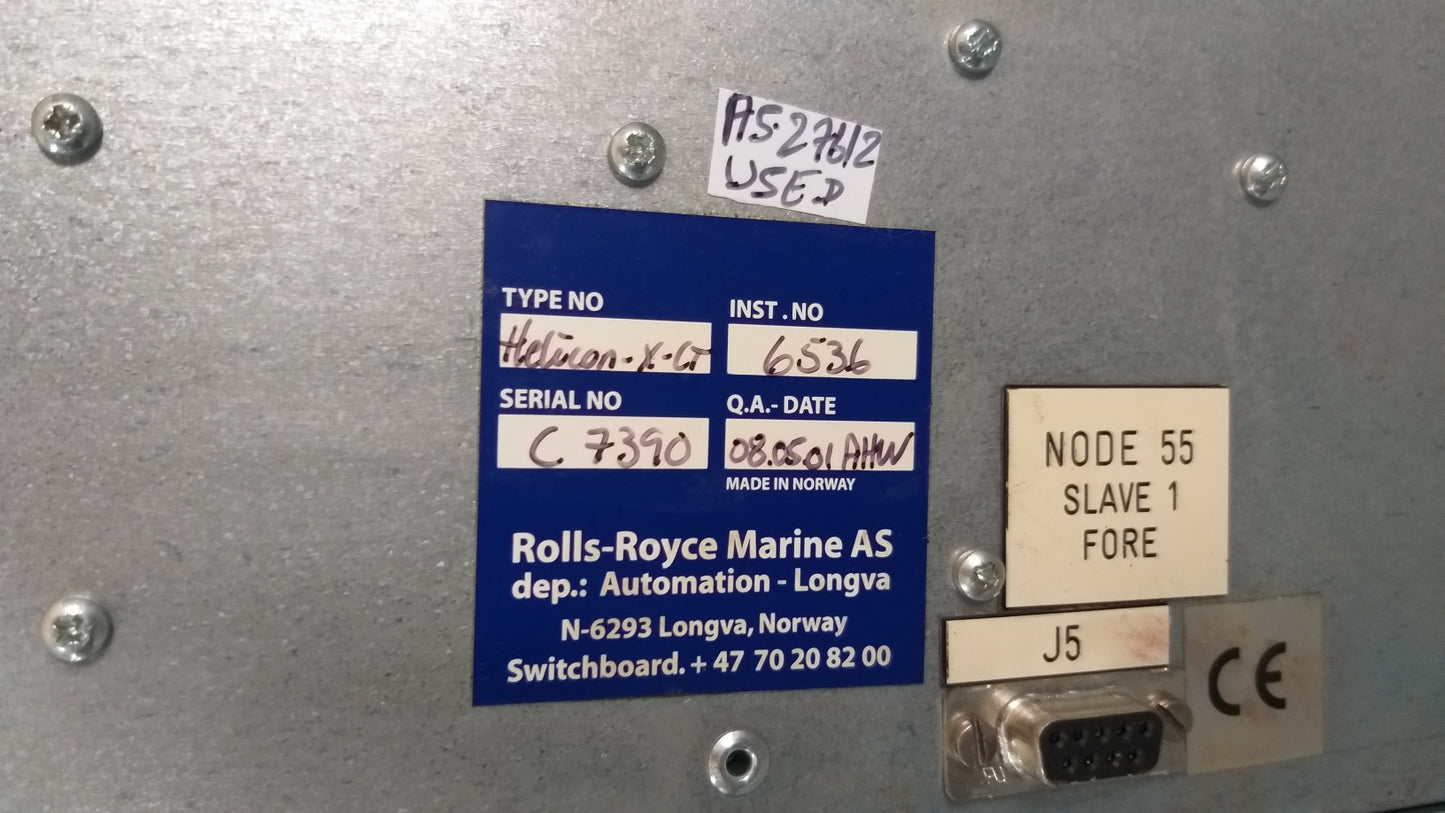 AS.27612
USED
TYPE NO
INST.NO
Helicon-X-CT
6536
SERIAL NO
Q.A.- DATE
C. 7390
08.05.01 AHW
MADE IN NORWAY
Rolls-Royce Marine AS
dep.: Automation - Longva
N-6293 Longva, Norway
Switchboard. + 47 70 20 82 00
NODE 55
SLAVE 1
FORE
J5
CE